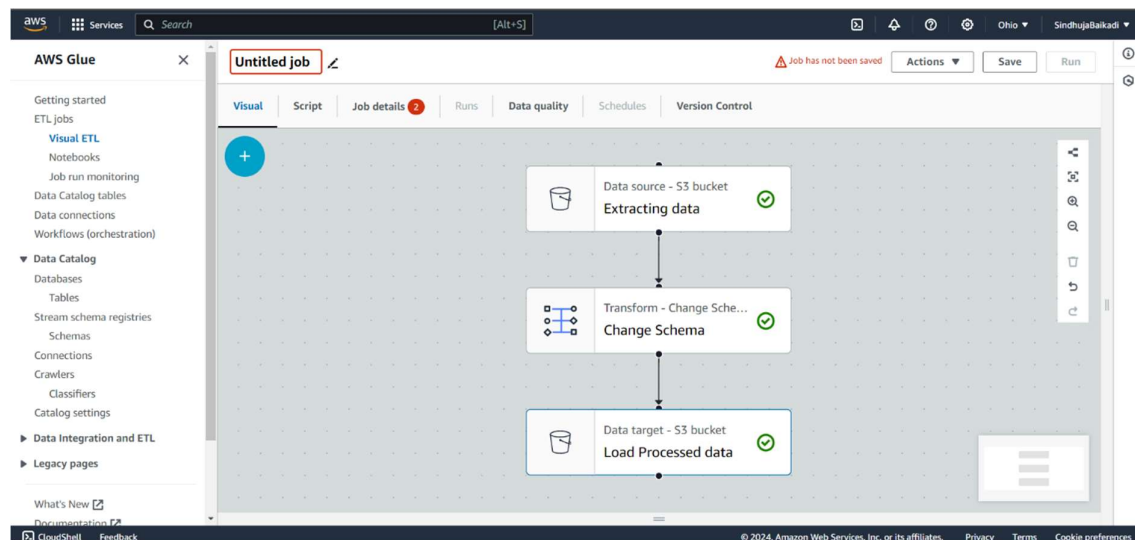 aws
Services
Search
[Alt+S]
Ohio ▼
SindhujaBaikadi ▼
AWS Glue
Getting started
ETL jobs
Visual ETL
Notebooks
Job run monitoring
Data Catalog tables
Data connections
Workflows (orchestration)
Data Catalog
Databases
Tables
Stream schema registries
Schemas
Connections
Crawlers
Classifiers
Catalog settings
Data Integration and ETL
Legacy pages
What's New
Documentation
Untitled job
Job has not been saved
Actions ▼
Save
Run
Visual
Script
Job details 2
Runs
Data quality
Schedules
Version Control
Data source - S3 bucket
Extracting data
Transform - Change Sche...
Change Schema
Data target - S3 bucket
Load Processed data
CloudShell
Feedback
© 2024, Amazon Web Services, Inc. or its affiliates.
Privacy
Terms
Cookie preferences